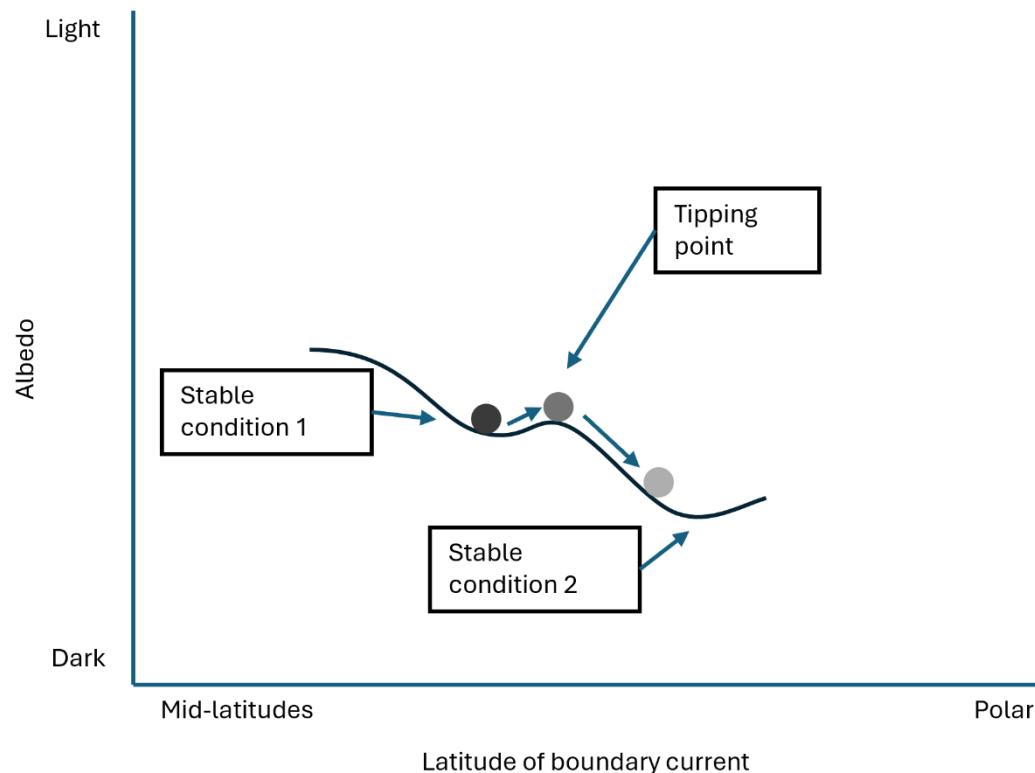 Light
Tipping
point
Albedo
Stable
condition 1
Stable
condition 2
Dark
Mid-latitudes
Polar
Latitude of boundary current